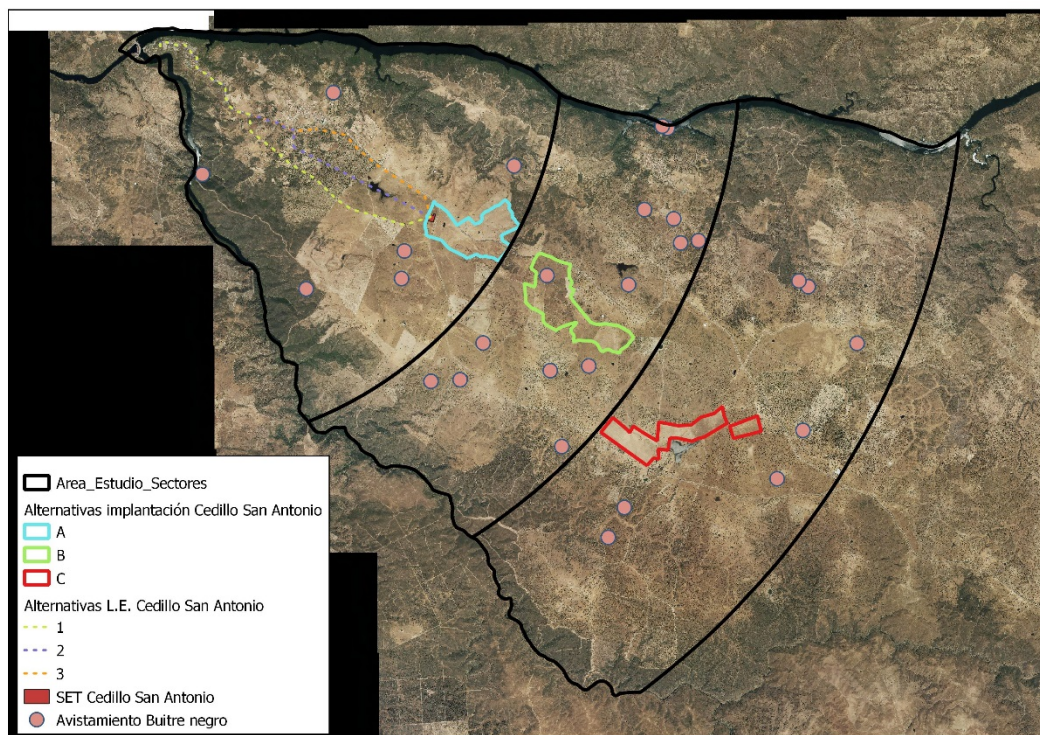 Area_Estudio_Sectores
Alternativas implantación Cedillo San Antonio
A
B
C
Alternativas L.E. Cedillo San Antonio
1
2
3
SET Cedillo San Antonio
Avistamiento Buitre negro